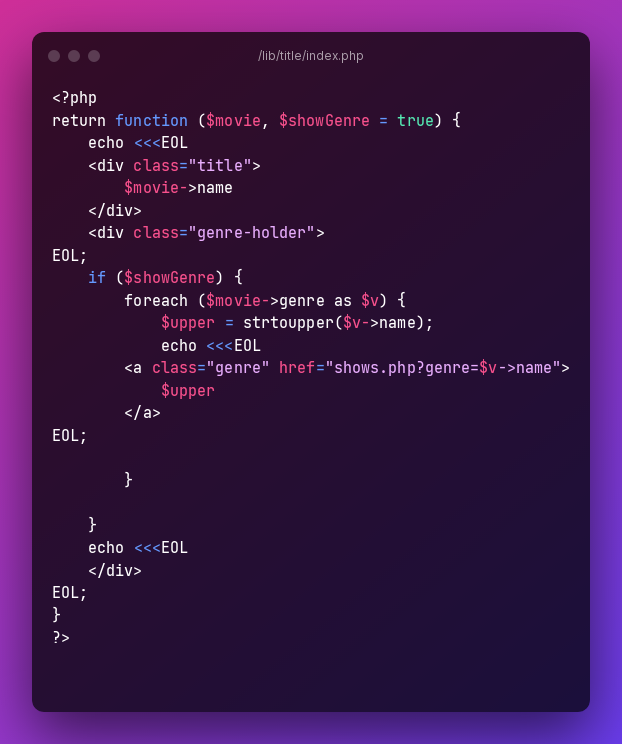 /lib/title/index.php
<?php
return function ($movie, $showGenre = true) {
    echo <<<EOL
    <div class="title">
        $movie->name
    </div>
    <div class="genre-holder">
EOL;
    if ($showGenre) {
        foreach ($movie->genre as $v) {
            $upper = strtoupper($v->name);
            echo <<<EOL
        <a class="genre" href="shows.php?genre=$v->name">
            $upper
        </a>
EOL;

        }

    }
    echo <<<EOL
    </div>
EOL;
}
?>